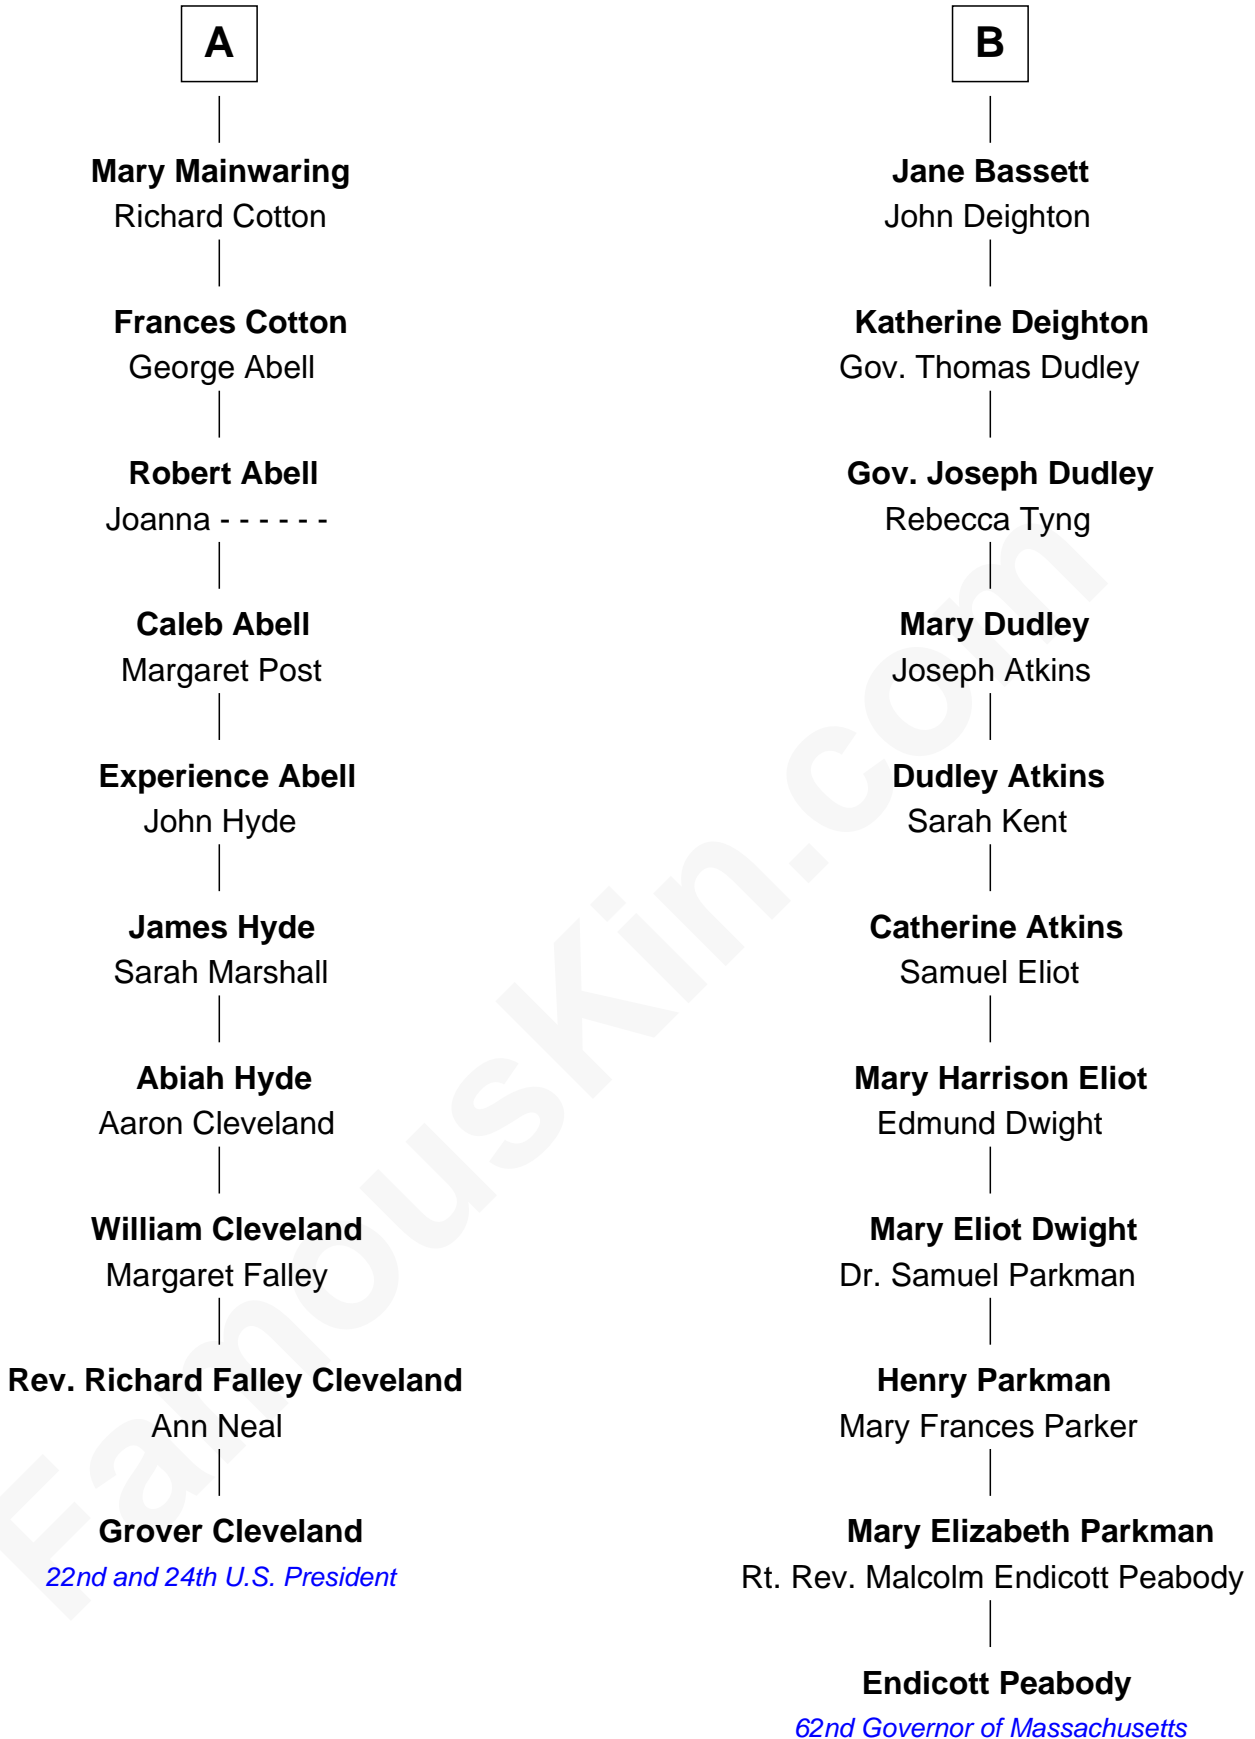 A
Mary Mainwaring
Richard Cotton
Frances Cotton
George Abell
Robert Abell
Joanna - - - - - -
Caleb Abell
Margaret Post
Experience Abell
John Hyde
James Hyde
Sarah Marshall
Abiah Hyde
Aaron Cleveland
William Cleveland
Margaret Falley
Rev. Richard Falley Cleveland
Ann Neal
Grover Cleveland
22nd and 24th U.S. President
B
Jane Bassett
John Deighton
Katherine Deighton
Gov. Thomas Dudley
Gov. Joseph Dudley
Rebecca Tyng
Mary Dudley
Joseph Atkins
Dudley Atkins
Sarah Kent
Catherine Atkins
Samuel Eliot
Mary Harrison Eliot
Edmund Dwight
Mary Eliot Dwight
Dr. Samuel Parkman
Henry Parkman
Mary Frances Parker
Mary Elizabeth Parkman
Rt. Rev. Malcolm Endicott Peabody
Endicott Peabody
62nd Governor of Massachusetts
FamousKin.com